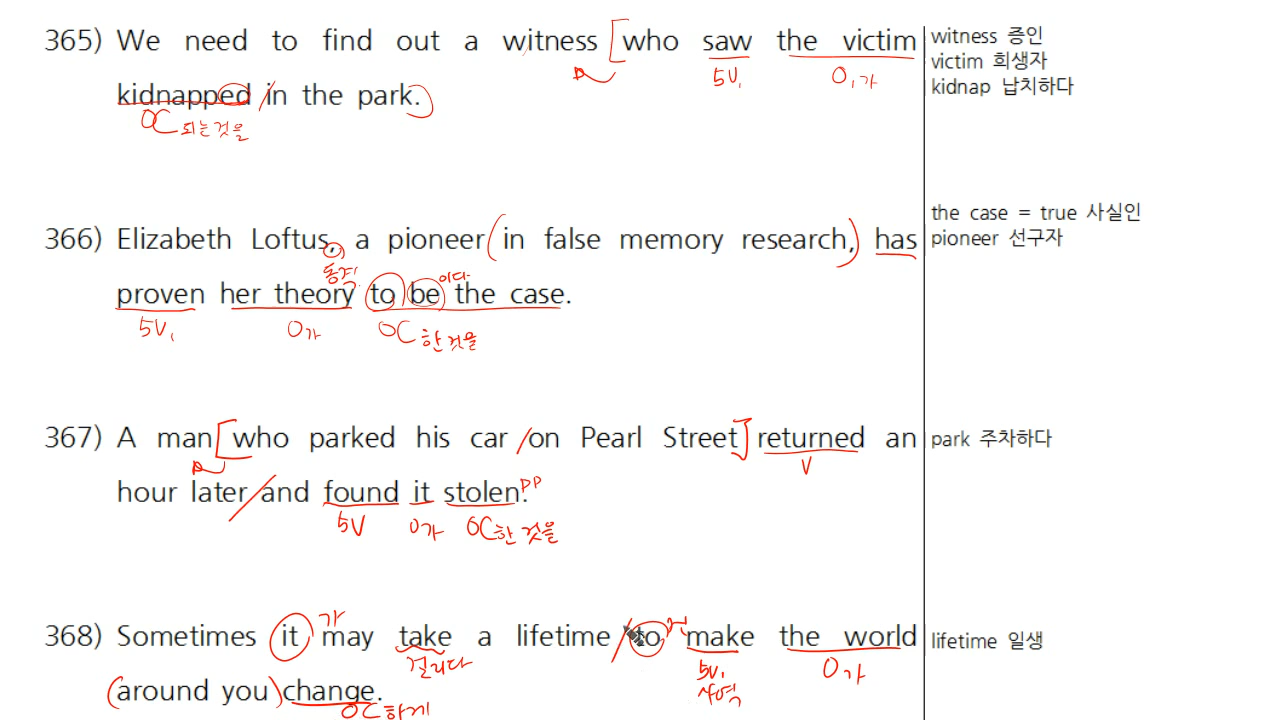 365) We need to find out a witness [who saw the victim
witness 증인
victim 희생자
5V₁
O₁가
kidnapped / in the park.)
kidnap 납치하다
OC 되는것을
the case = true 사실인
366) Elizabeth Loftus, a pioneer (in false memory research,) has
pioneer 선구자
동격
이다
proven her theory to be the case.
5V₁
O가
OC 한 것을
367) A man [who parked his car / on Pearl Street] returned an
park 주차하다
V
hour later / and found it stolen.
PP
5V
O가
OC 한 것을
가
368) Sometimes it may take a lifetime / to make the world
lifetime 일생
걸리다
5V₁
사역
O가
(around you) change.
OC 하게